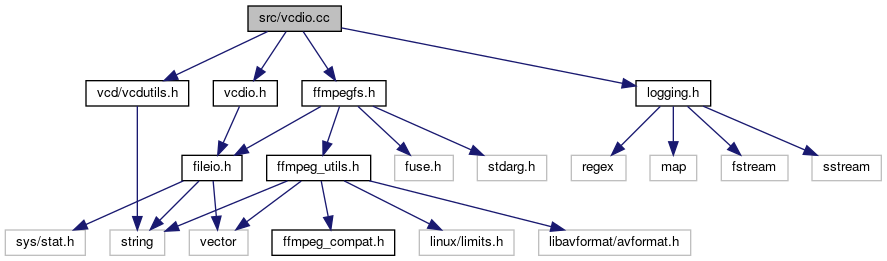 src/vcdio.cc
vcd/vcdutils.h
vcdio.h
ffmpegfs.h
logging.h
fileio.h
ffmpeg_utils.h
fuse.h
stdarg.h
regex
map
fstream
sstream
sys/stat.h
string
vector
ffmpeg_compat.h
linux/limits.h
libavformat/avformat.h